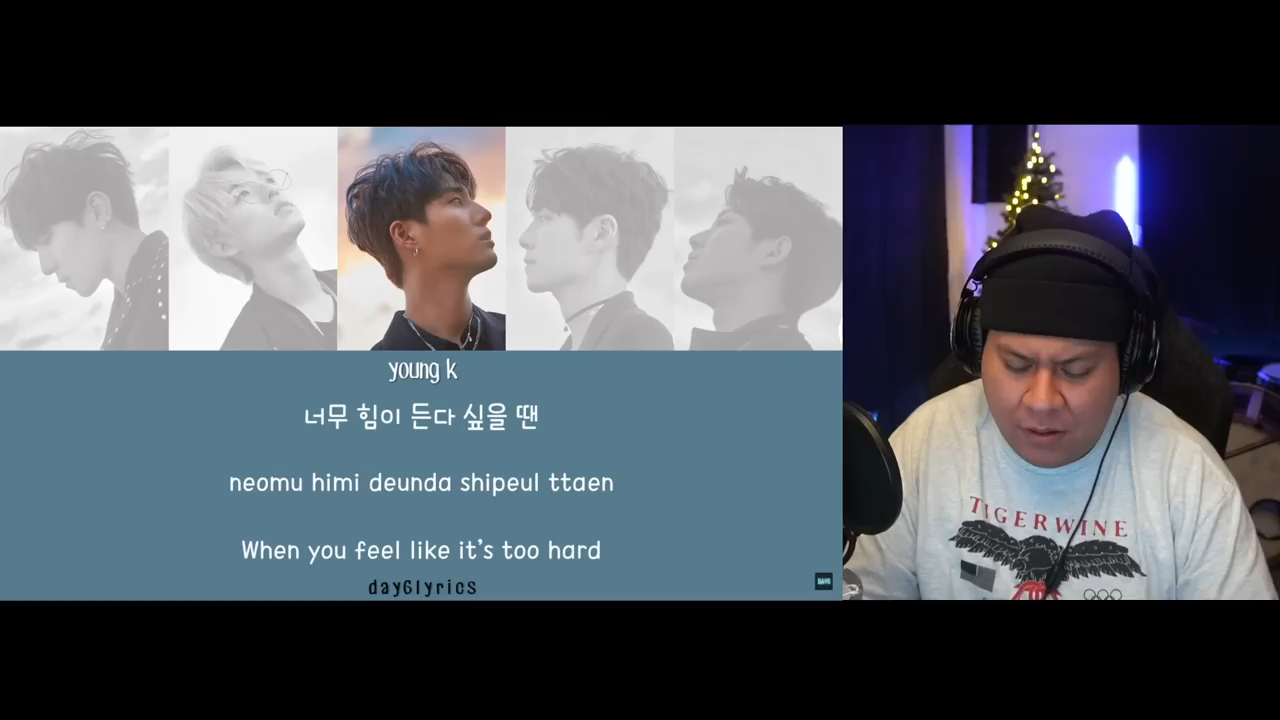 young k
너무 힘이 든다 싶을 땐
neomu himi deunda shipeul ttaen
When you feel like it's too hard
day6lyrics
DAY6
TIGERWINE